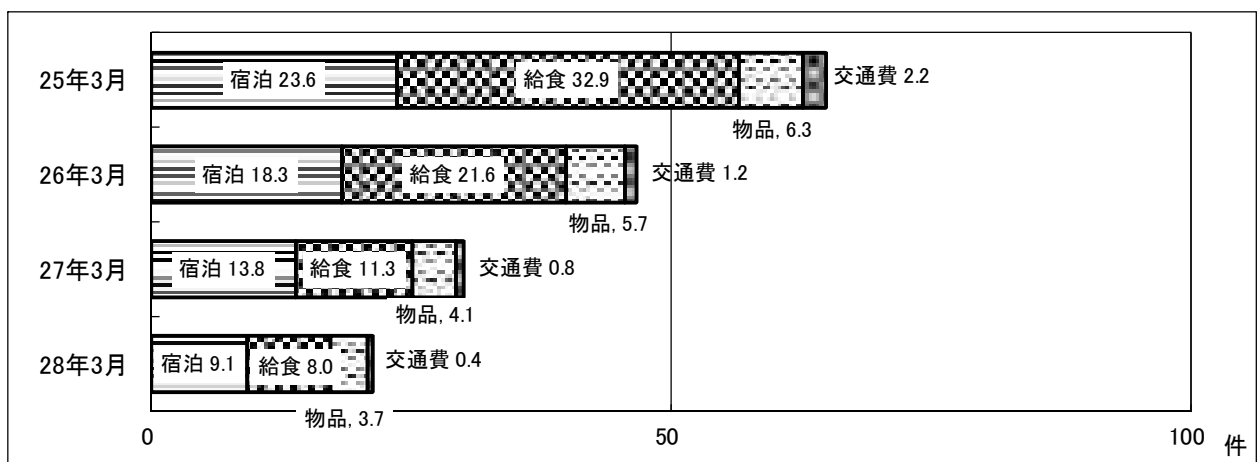 25年3月 宿泊 23.6 給食 32.9 交通費 2.2
物品, 6.3
26年3月 宿泊 18.3 給食 21.6 交通費 1.2
物品, 5.7
27年3月 宿泊 13.8 給食 11.3 交通費 0.8
物品, 4.1
28年3月 宿泊 9.1 給食 8.0 交通費 0.4
物品, 3.7
0 50 100 件